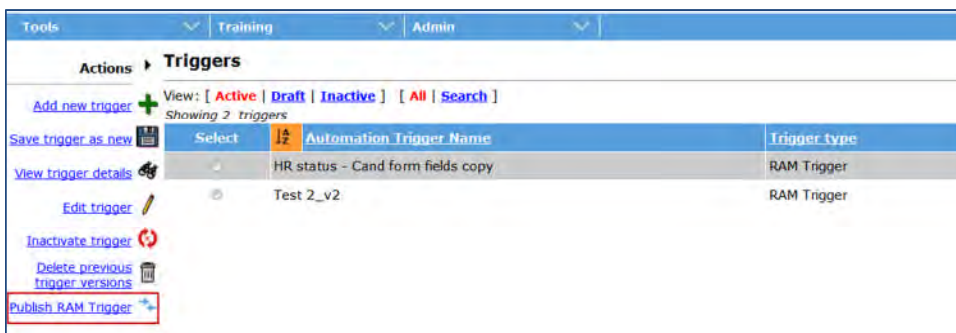 Tools Training Admin
Actions
Add new trigger
Save trigger as new
View trigger details
Edit trigger
Inactivate trigger
Delete previous
trigger versions
Publish RAM Trigger
Triggers
View: [ Active | Draft | Inactive ] [ All | Search ]
Showing 2 triggers
Select A Z Automation Trigger Name Trigger type
HR status - Cand form fields copy RAM Trigger
Test 2_v2 RAM Trigger